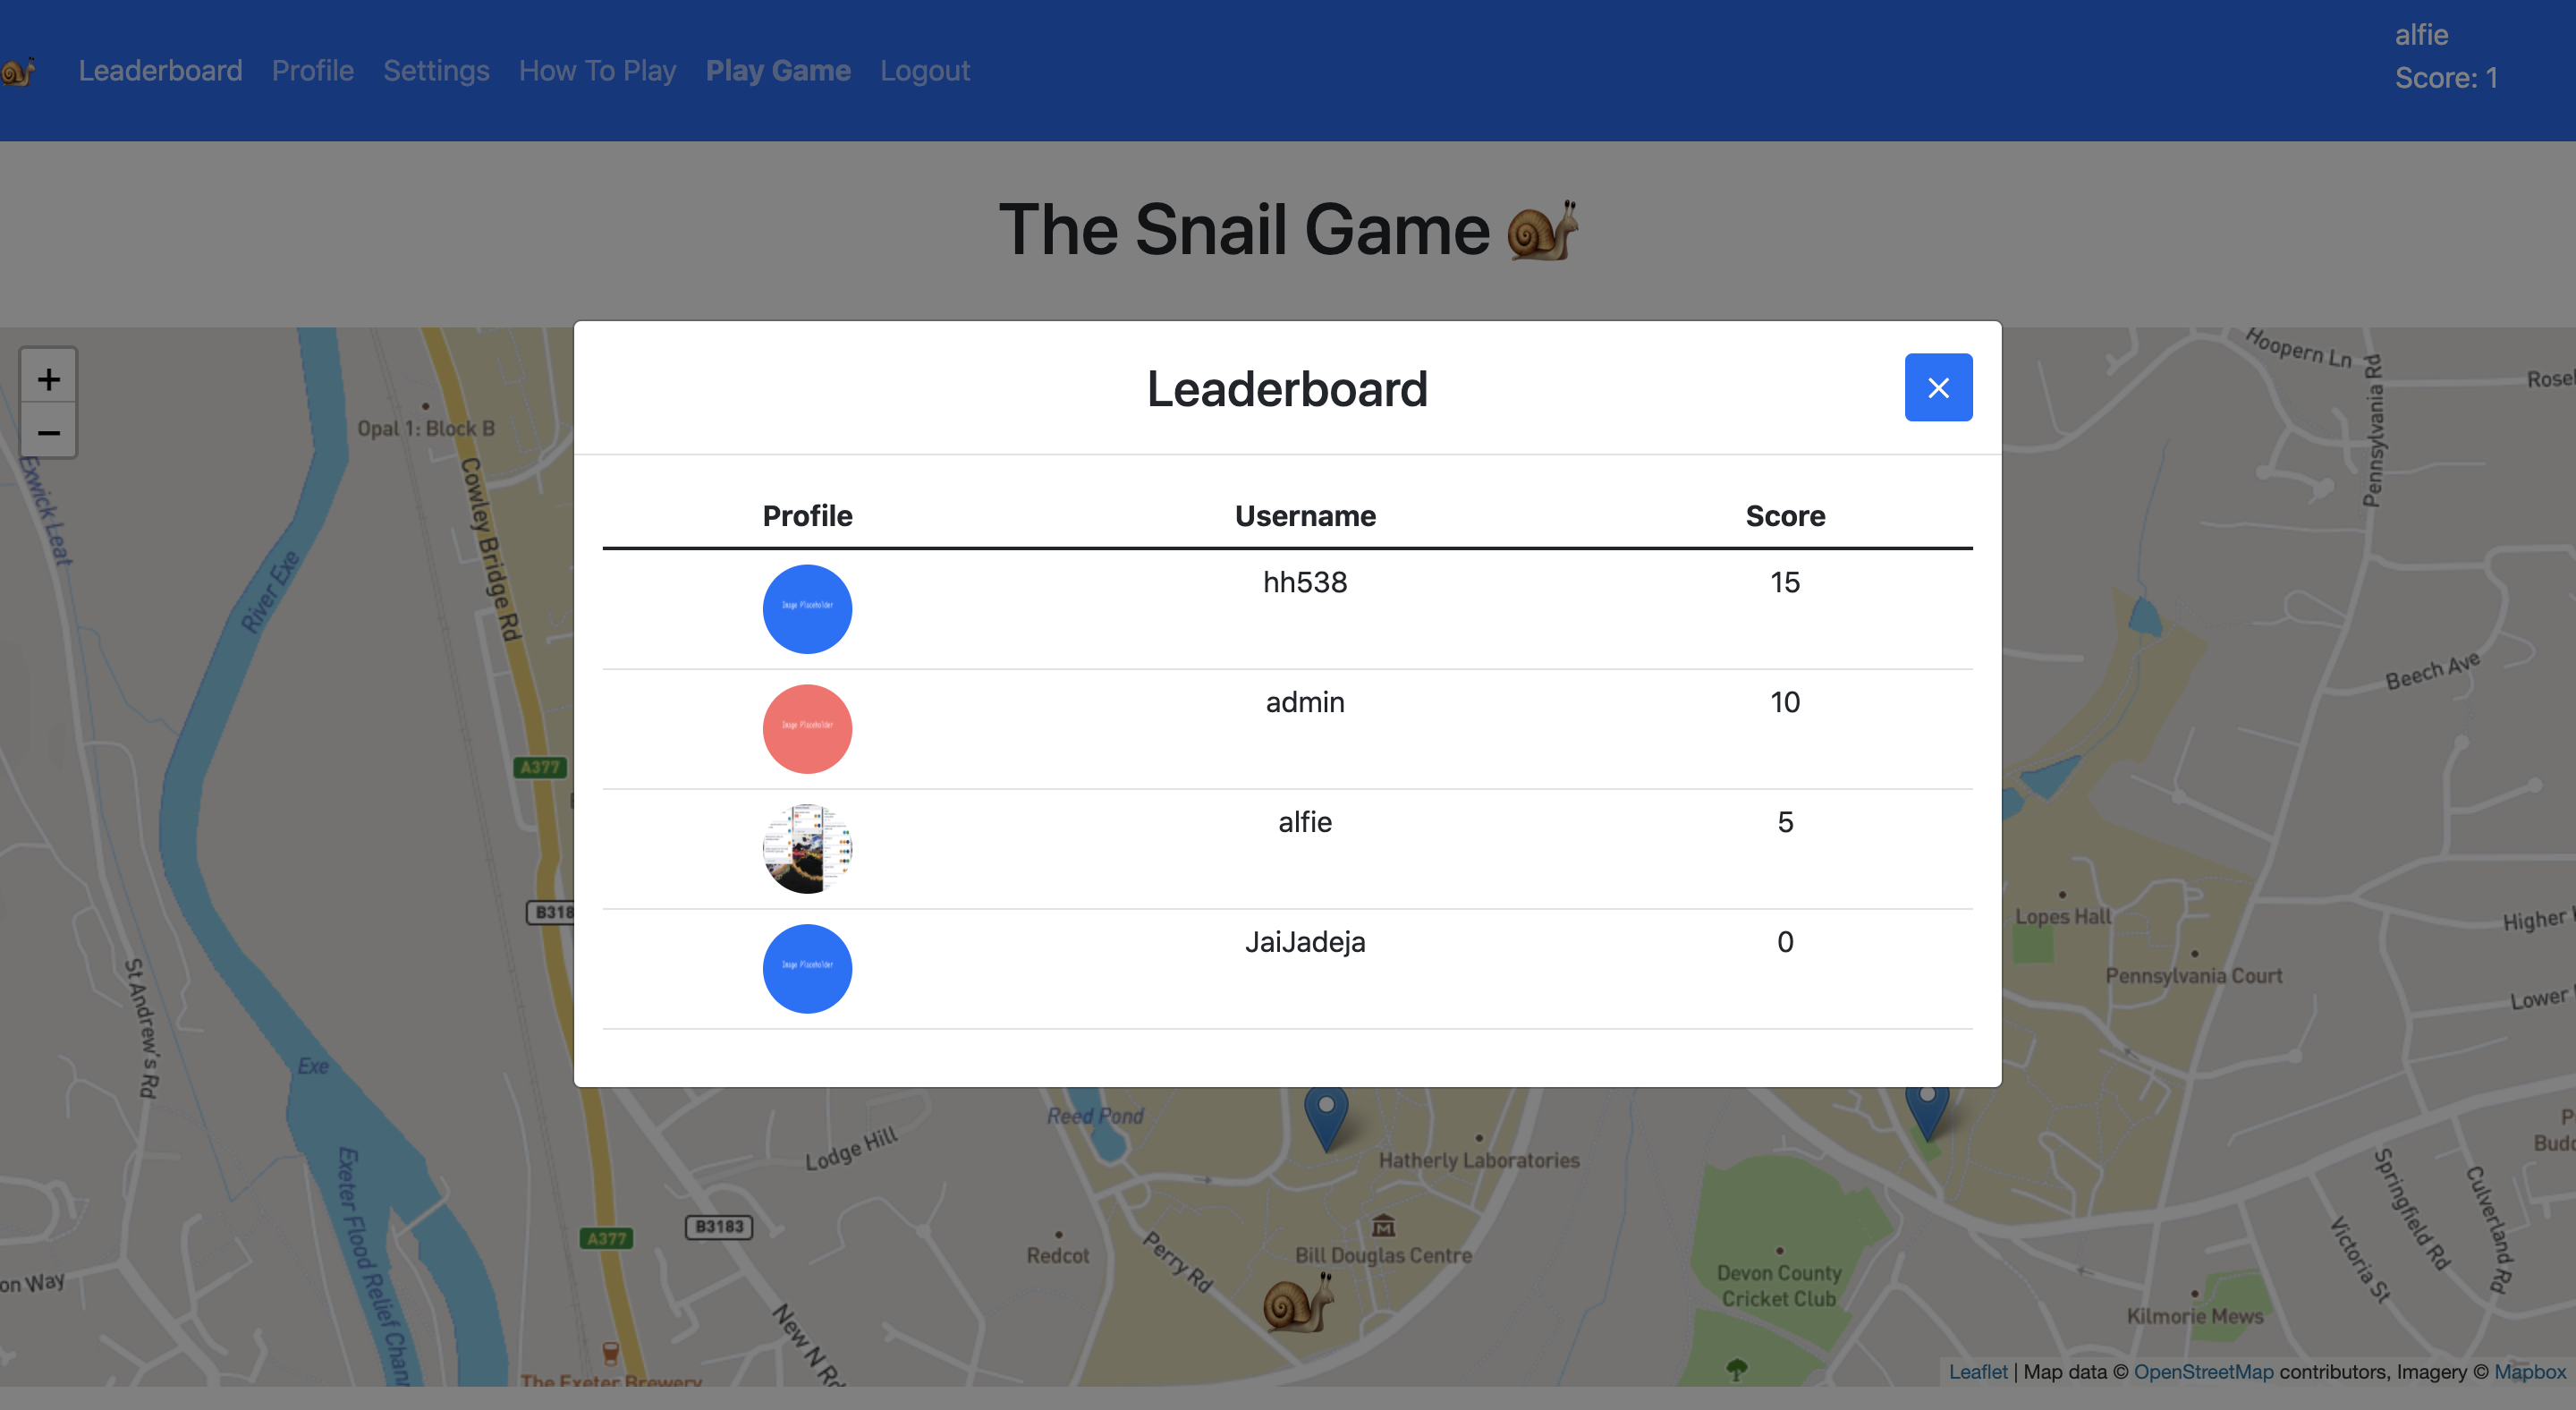 alfie
Leaderboard Profile Settings How To Play Play Game Logout
Score: 1
The Snail Game
Leaderboard
Profile Username Score
Image Placeholder
hh538 15
Image Placeholder
admin 10
alfie 5
Image Placeholder
JaiJadeja 0
+
−
Opal 1: Block B
Exwick Leat
Cowley Bridge Rd
River Exe
A377
B318
St Andrew's Rd
Exe
Exeter Flood Relief Chann
on Way
A377
B3183
New N Rd
The Exeter Brewery
Lodge Hill
Reed Pond
Redcot
Perry Rd
Hatherly Laboratories
Bill Douglas Centre
Devon County
Cricket Club
Hoopern Ln
Pennsylvania Rd
Rosel
Beech Ave
Lopes Hall
Pennsylvania Court
Higher
Lower
Springfield Rd
Culverland Rd
Victoria St
Kilmorie Mews
Leaflet | Map data © OpenStreetMap contributors, Imagery © Mapbox